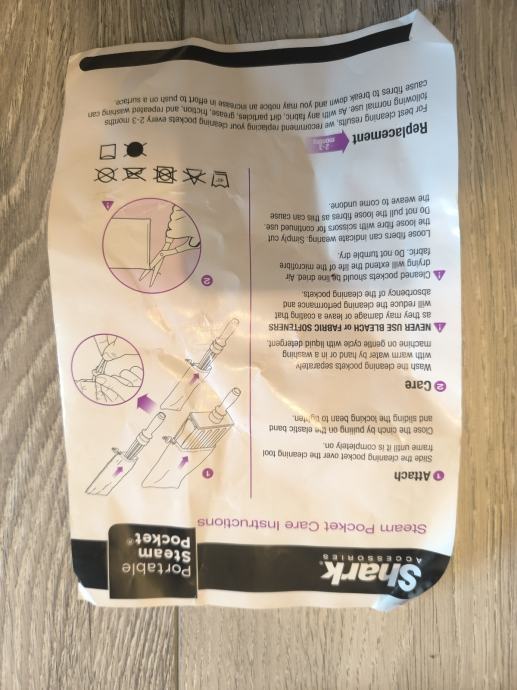 Shark
ACCESSORIES
Portable
Steam
Pocket®
Steam Pocket Care Instructions
1 Attach
Slide the cleaning pocket over the cleaning tool
frame until it is completely on.
Close the cinch by pulling on the elastic band
and sliding the locking bean to tighten.
2 Care
Wash the cleaning pockets separately
with warm water by hand or in a washing
machine on gentle cycle with liquid detergent.
NEVER USE BLEACH or FABRIC SOFTENERS
as they may damage or leave a coating that
will reduce the cleaning performance and
absorbency of the cleaning pockets.
Cleaned pockets should be line dried. Air
drying will extend the life of the microfibre
fabric. Do not tumble dry.
Loose fibers can indicate weaving. Simply cut
the loose fibre with scissors for continued use.
Do not pull the loose fibres as this can cause
the weave to come undone.
1
2
Replacement
2-3
months
For best cleaning results, we recommend replacing your cleaning pockets every 2-3 months
following normal use. As with any fabric, dirt particles, grease, friction, and repeated washing can
cause fibres to break down and you may notice an increase in effort to push on a surface.